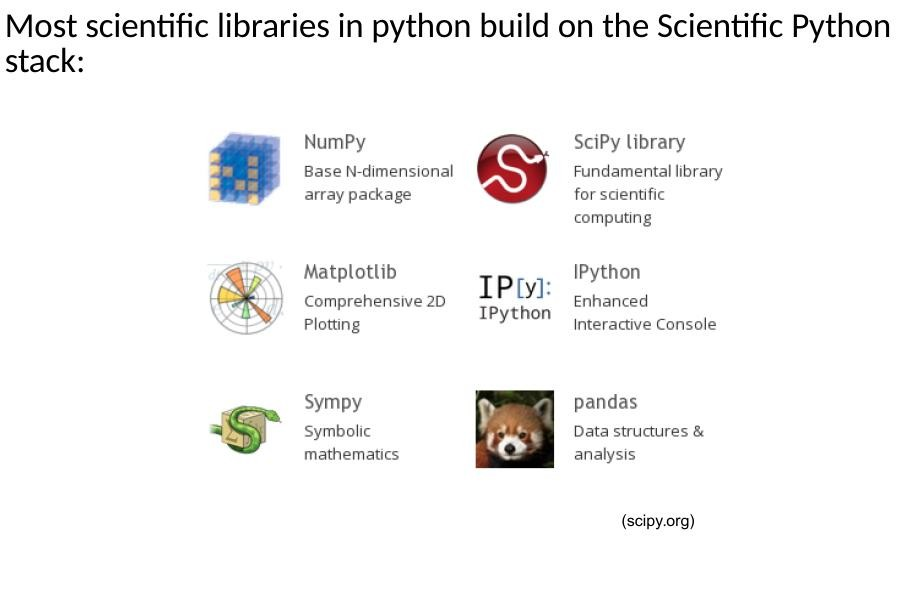 Most scientific libraries in python build on the Scientific Python
stack:
NumPy
Base N-dimensional
array package
SciPy library
Fundamental library
for scientific
computing
Matplotlib
Comprehensive 2D
Plotting
IP[y]:
IPython
IPython
Enhanced
Interactive Console
Sympy
Symbolic
mathematics
pandas
Data structures &
analysis
(scipy.org)